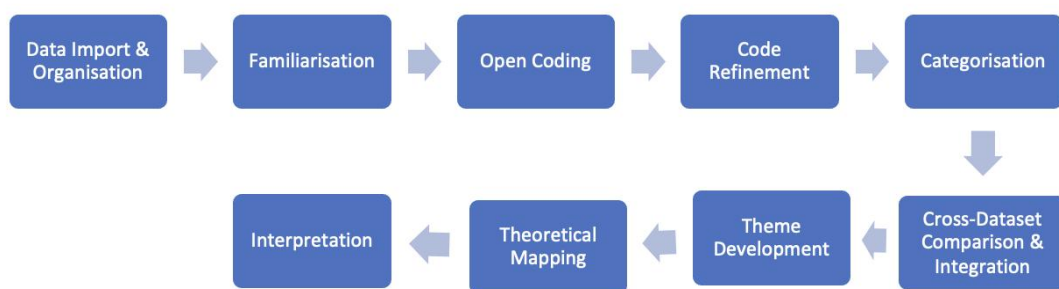 Data Import &
Organisation
Familiarisation
Open Coding
Code
Refinement
Categorisation
Cross-Dataset
Comparison &
Integration
Theme
Development
Theoretical
Mapping
Interpretation